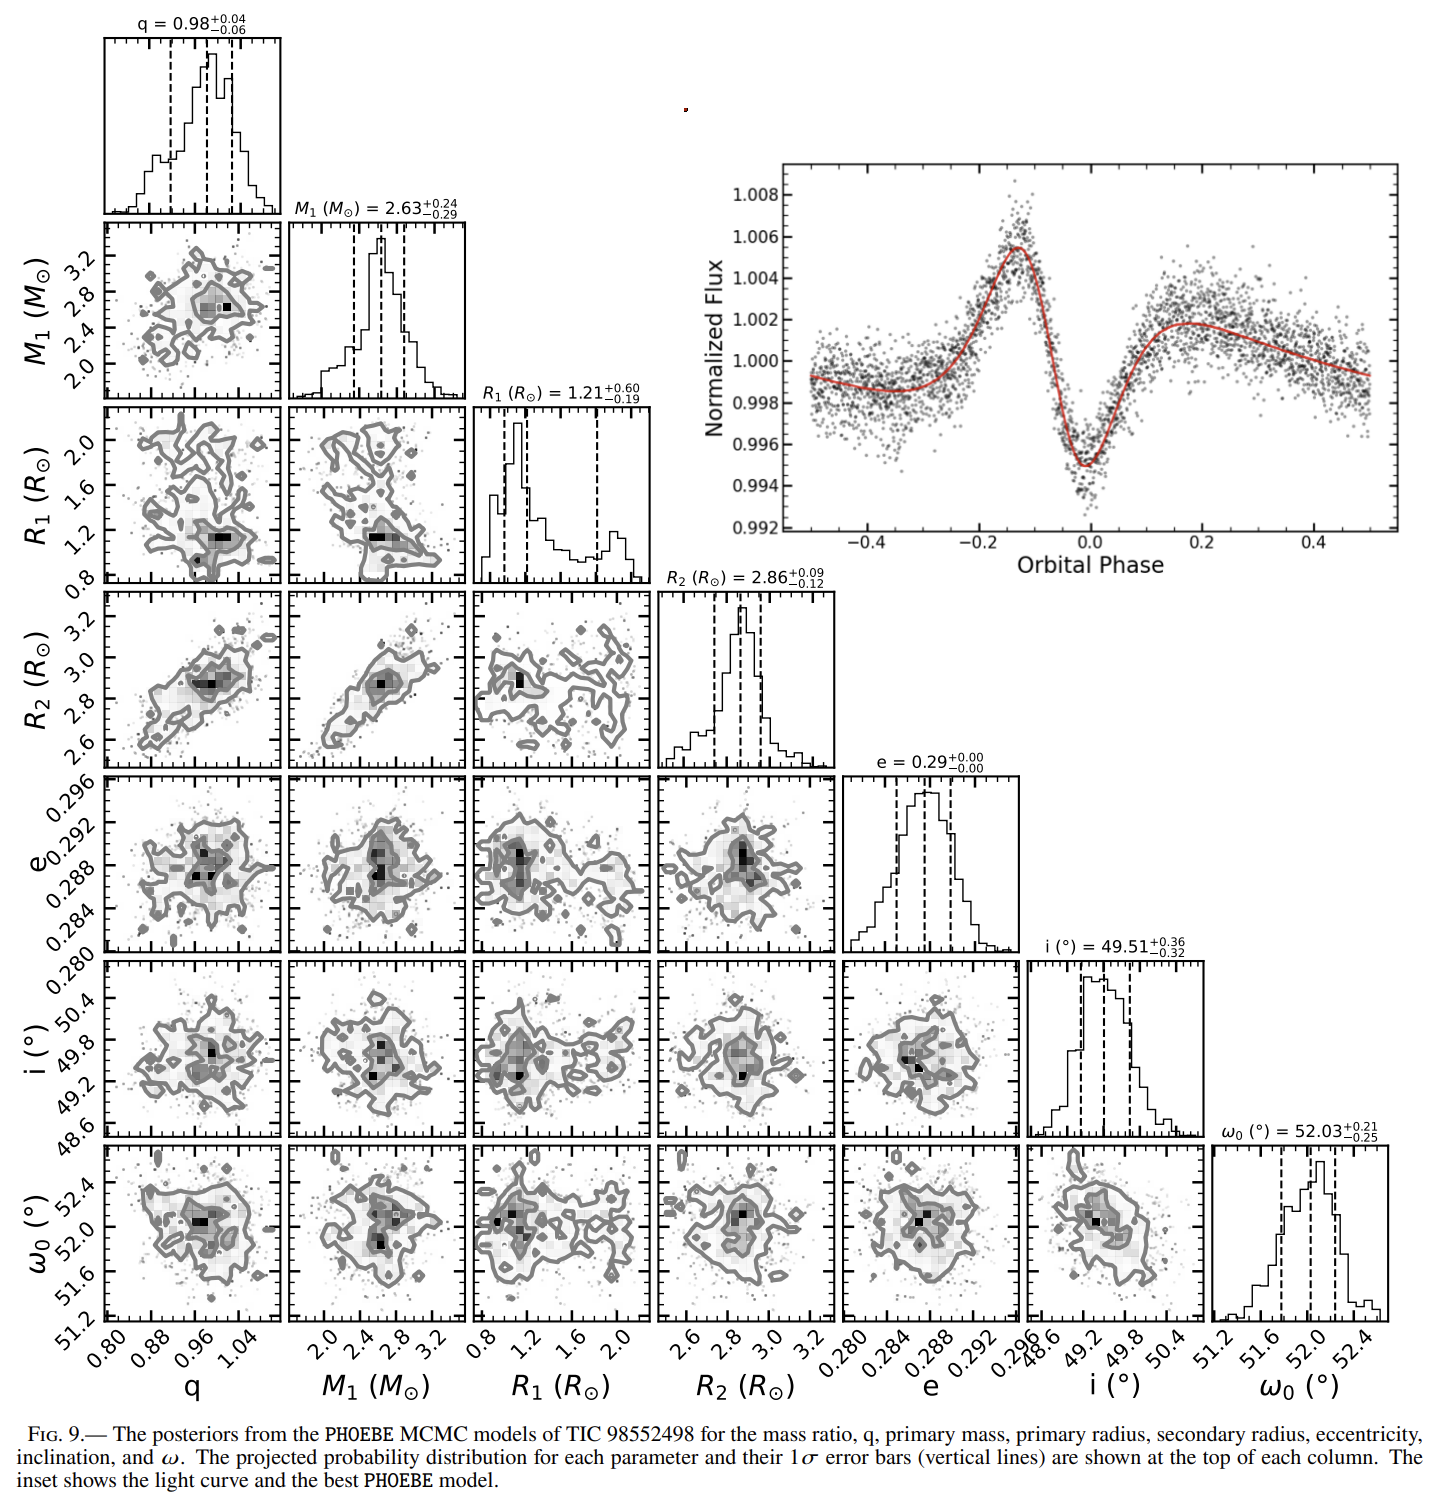 q = 0.98+0.04 −0.06
M1 (M⊙) = 2.63+0.24 −0.29
R1 (R⊙) = 1.21+0.60 −0.19
R2 (R⊙) = 2.86+0.09 −0.12
e = 0.29+0.00 −0.00
i (°) = 49.51+0.36 −0.32
ω0 (°) = 52.03+0.21 −0.25
Normalized Flux
1.008
1.006
1.004
1.002
1.000
0.998
0.996
0.994
0.992
−0.4 −0.2 0.0 0.2 0.4
Orbital Phase
M1 (M⊙)
3.2
2.8
2.4
2.0
R1 (R⊙)
2.0
1.6
1.2
0.8
R2 (R⊙)
3.2
3.0
2.8
2.6
e
0.296
0.292
0.288
0.284
0.280
i (°)
50.4
49.8
49.2
48.6
ω0 (°)
52.4
52.0
51.6
51.2
0.80 0.88 0.96 1.04 2.0 2.4 2.8 3.2 0.8 1.2 1.6 2.0 2.6 2.8 3.0 3.2 0.280 0.284 0.288 0.292 0.296 48.6 49.2 49.8 50.4 51.2 51.6 52.0 52.4
q M1 (M⊙) R1 (R⊙) R2 (R⊙) e i (°) ω0 (°)
Fig. 9.— The posteriors from the PHOEBE MCMC models of TIC 98552498 for the mass ratio, q, primary mass, primary radius, secondary radius, eccentricity,
inclination, and ω. The projected probability distribution for each parameter and their 1σ error bars (vertical lines) are shown at the top of each column. The
inset shows the light curve and the best PHOEBE model.